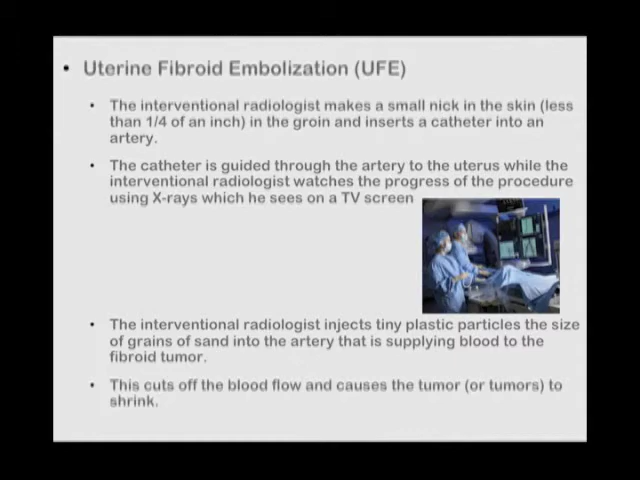 • Uterine Fibroid Embolization (UFE)
• The interventional radiologist makes a small nick in the skin (less
than 1/4 of an inch) in the groin and inserts a catheter into an
artery.
• The catheter is guided through the artery to the uterus while the
interventional radiologist watches the progress of the procedure
using X-rays which he sees on a TV screen
• The interventional radiologist injects tiny plastic particles the size
of grains of sand into the artery that is supplying blood to the
fibroid tumor.
• This cuts off the blood flow and causes the tumor (or tumors) to
shrink.